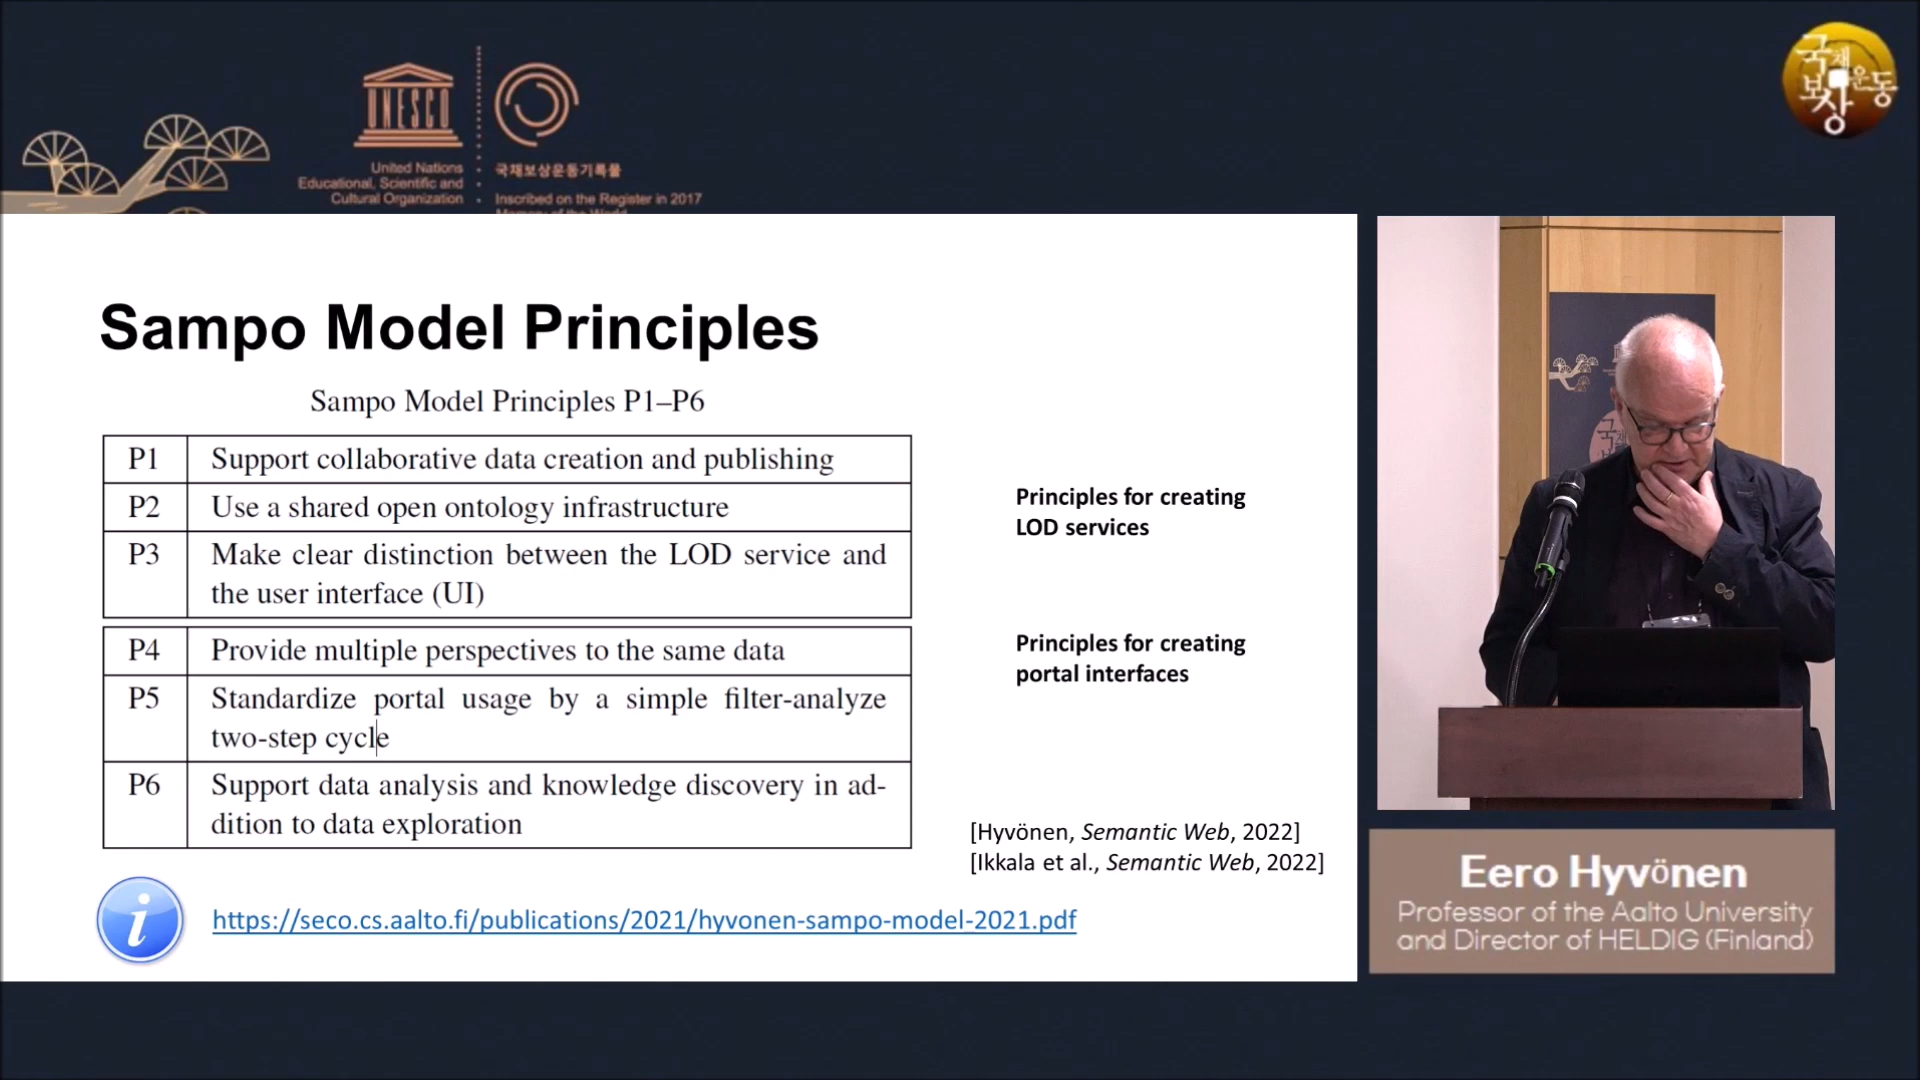 국채
보상운동
UNESCO
United Nations
Educational, Scientific and
Cultural Organization
국채보상운동기록물
Inscribed on the Register in 2017
Memory of the World
Sampo Model Principles
Sampo Model Principles P1–P6
P1 Support collaborative data creation and publishing
P2 Use a shared open ontology infrastructure
P3 Make clear distinction between the LOD service and
the user interface (UI)
Principles for creating
LOD services
P4 Provide multiple perspectives to the same data
P5 Standardize portal usage by a simple filter-analyze
two-step cycle
P6 Support data analysis and knowledge discovery in ad-
dition to data exploration
Principles for creating
portal interfaces
[Hyvönen, Semantic Web, 2022]
[Ikkala et al., Semantic Web, 2022]
i
https://seco.cs.aalto.fi/publications/2021/hyvonen-sampo-model-2021.pdf
Eero Hyvönen
Professor of the Aalto University
and Director of HELDIG (Finland)